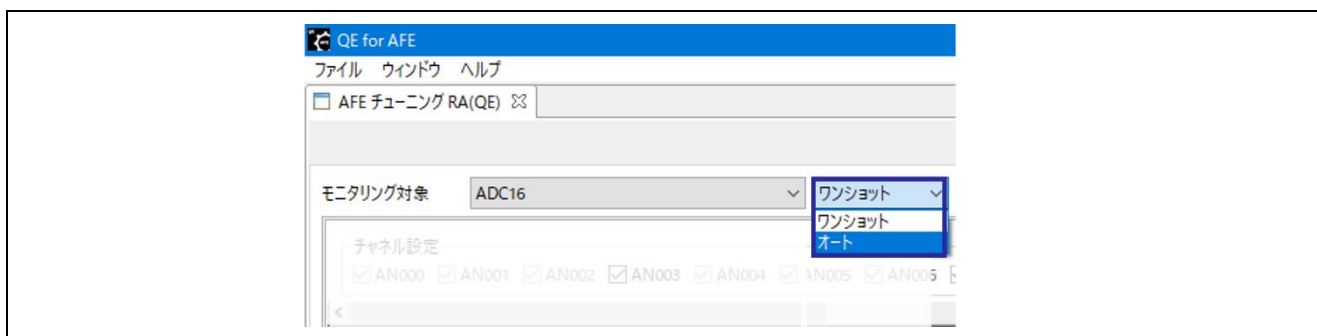 QE for AFE
ファイル ウィンドウ ヘルプ
AFE チューニング RA(QE)
モニタリング対象 ADC16 ワンショット
ワンショット
オート
チャネル設定
AN000 AN001 AN002 AN003 AN004 AN005 AN006